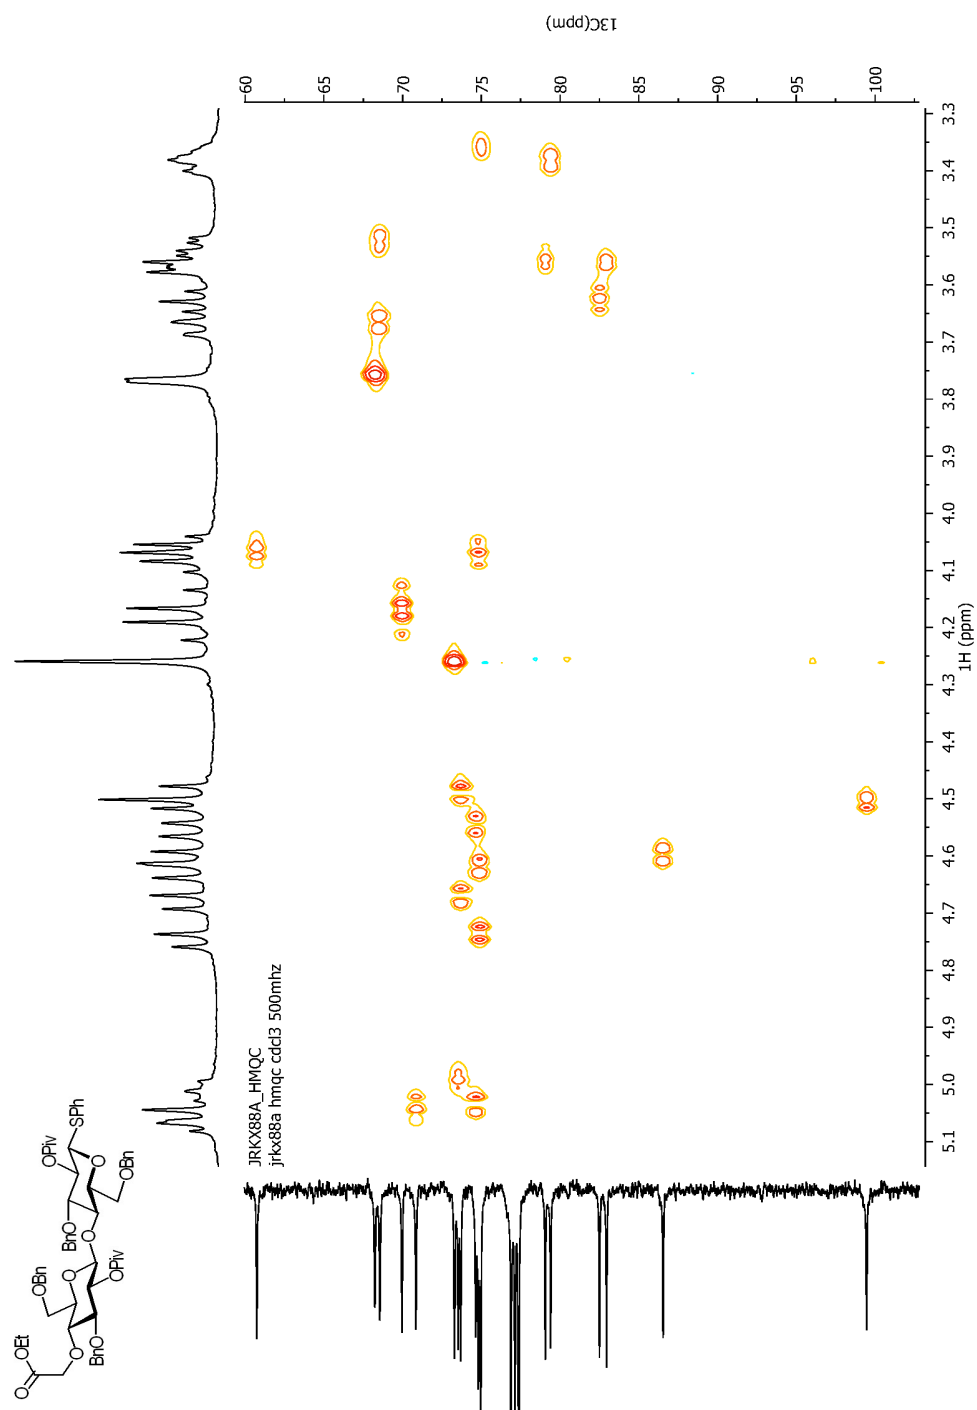 JRKX88A_HMQC
jrkx88a hmqc cdcl3 500mhz
13C(ppm)
60
65
70
75
80
85
90
95
100
1H (ppm)
5.1
5.0
4.9
4.8
4.7
4.6
4.5
4.4
4.3
4.2
4.1
4.0
3.9
3.8
3.7
3.6
3.5
3.4
3.3
O
OEt
O
BnO
OBn
O
OPiv
O
BnO
OPiv
O
SPh
OBn